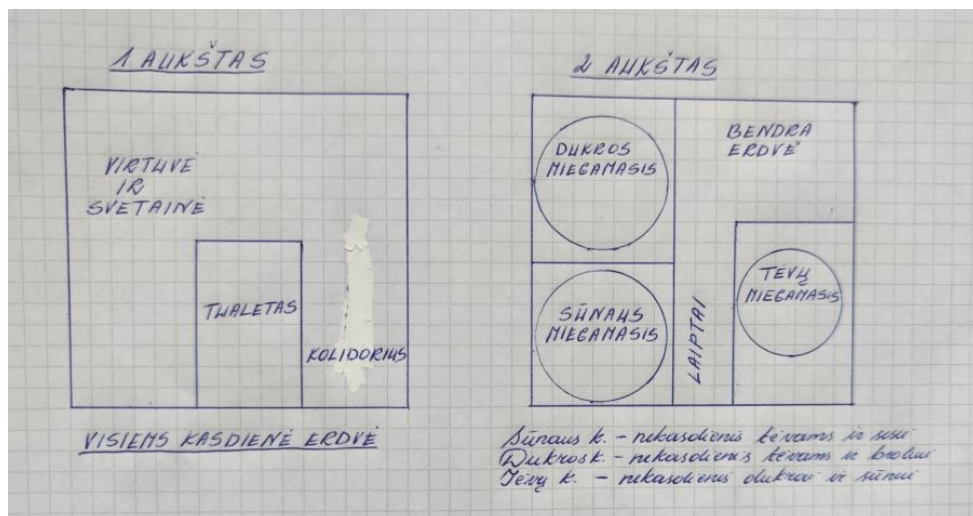 1 AUKŠTAS
VIRTUVĖ
IR
SVETAINĖ
TUALETAS
KOLIDORIUS
VISIEMS KASDIENĖ ERDVĖ
2 AUKŠTAS
DUKROS
MIEGAMASIS
BENDRA
ERDVĖ
SŪNAUS
MIEGAMASIS
LAIPTAI
TĖVŲ
MIEGAMASIS
Sūnaus k. – nekasdienis tėvams ir sesei
Dukros k. – nekasdienis tėvams ir broliui
Tėvų k. – nekasdienis dukrai ir sūnui